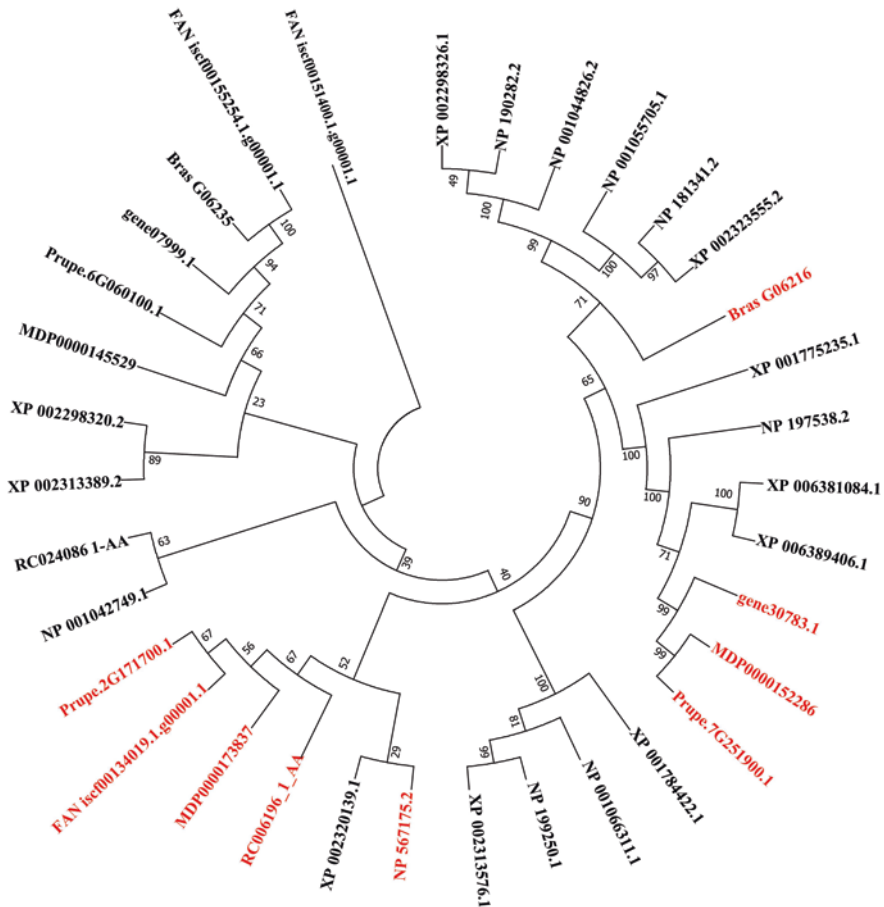 FAN iscf00151400.1.g00001.1
XP 002298326.1
NP 190282.2
NP 001044826.2
NP 001055705.1
NP 181341.2
XP 002323555.2
Bras G06216
XP 001775235.1
NP 197538.2
XP 006381084.1
XP 006389406.1
gene30783.1
MDP0000152286
Prupe.7G251900.1
XP 001784422.1
NP 001066311.1
NP 199250.1
XP 002313576.1
NP 567175.2
XP 002320139.1
RC006196_1_AA
MDP0000173837
FAN iscf00134019.1.g00001.1
Prupe.2G171700.1
NP 001042749.1
RC024086 1-AA
XP 002313389.2
XP 002298320.2
MDP0000145529
Prupe.6G060100.1
gene07999.1
Bras G06235
FAN iscf00155254.1.g00001.1
49
100
99
100
97
71
65
100
100
100
71
99
99
90
100
81
99
40
52
29
67
56
67
39
63
23
89
66
71
94
100